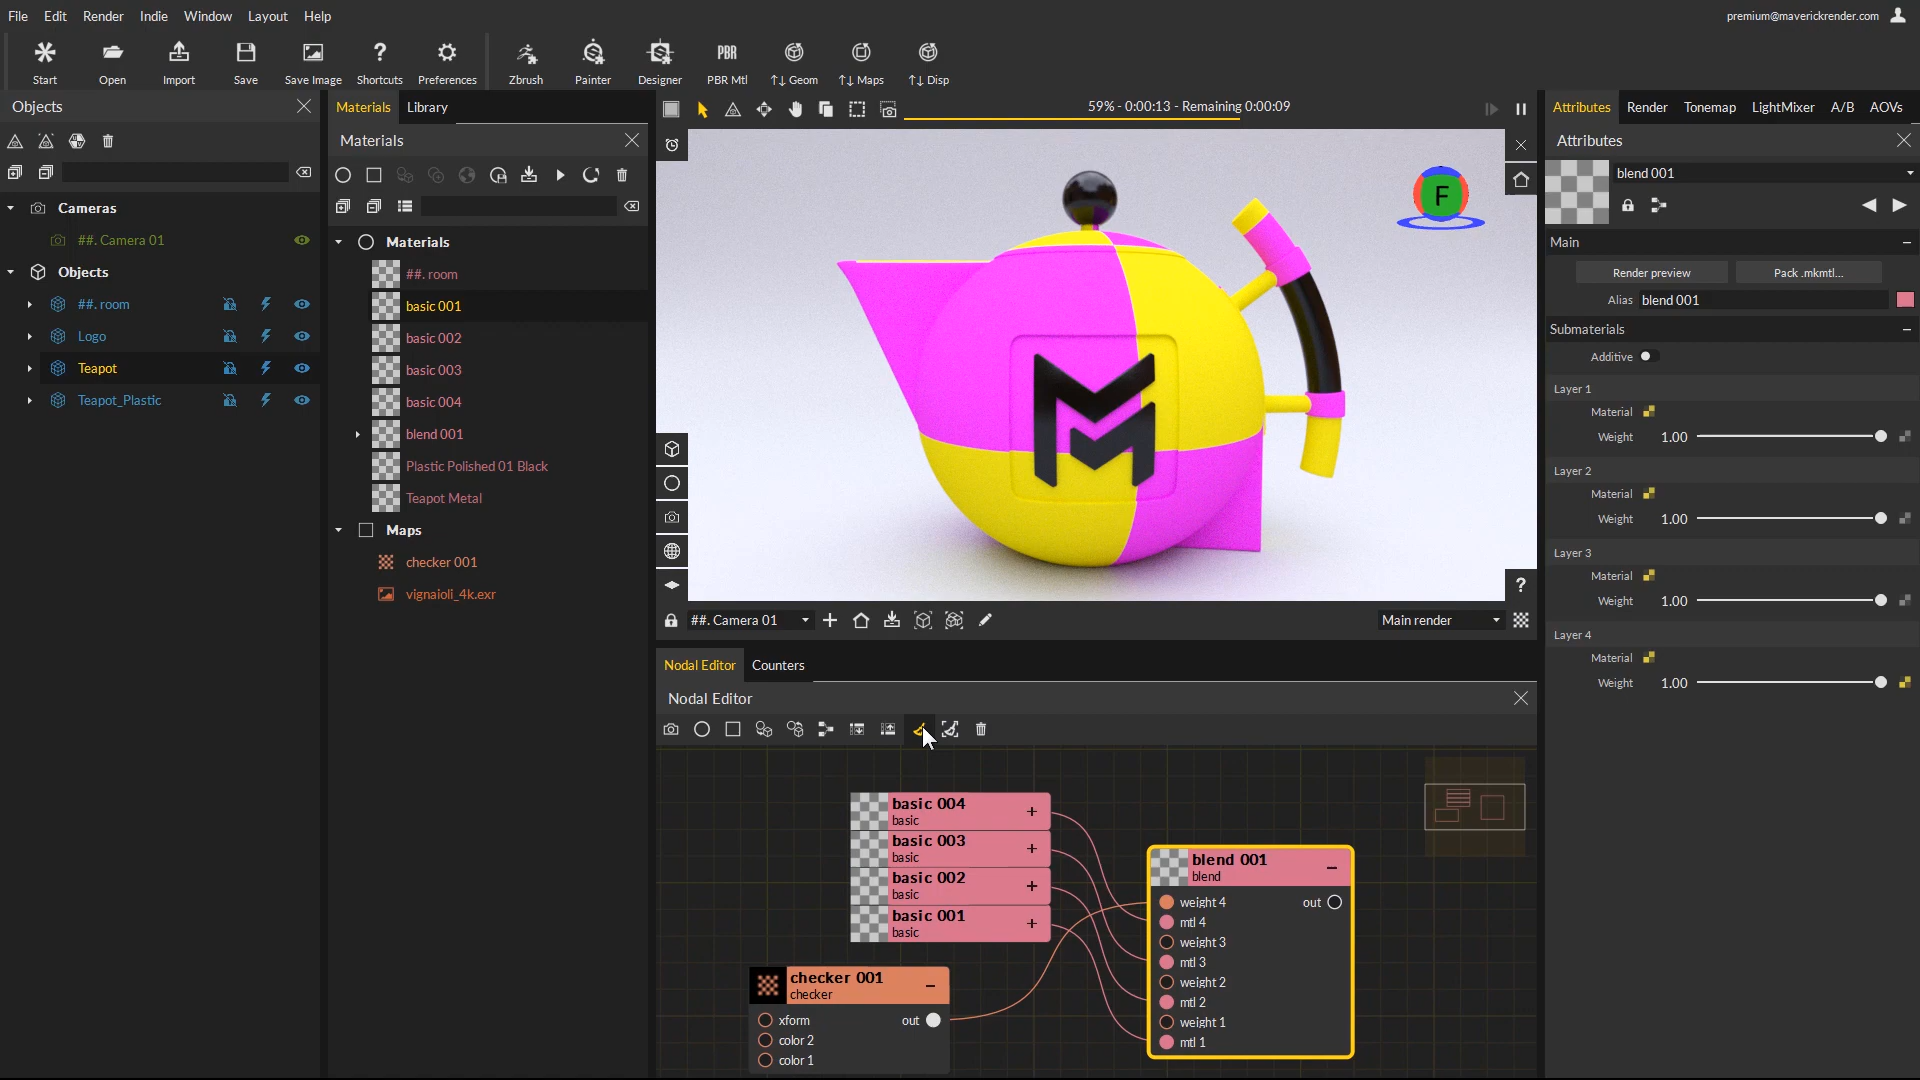 File Edit Render Indie Window Layout Help
premium@maverickrender.com
Start Open Import Save Save Image Shortcuts Preferences Zbrush Painter Designer PBR Mtl ↑↓ Geom ↑↓ Maps ↑↓ Disp
PBR
Objects
Cameras
##. Camera 01
Objects
##. room
Logo
Teapot
Teapot_Plastic
Materials Library
Materials
Materials
##. room
basic 001
basic 002
basic 003
basic 004
blend 001
Plastic Polished 01 Black
Teapot Metal
Maps
checker 001
vignaioli_4k.exr
59% - 0:00:13 - Remaining 0:00:09
F
M
##. Camera 01
Main render
Nodal Editor Counters
Nodal Editor
basic 004
basic
basic 003
basic
basic 002
basic
basic 001
basic
checker 001
checker
xform out
color 2
color 1
blend 001
blend
weight 4 out
mtl 4
weight 3
mtl 3
weight 2
mtl 2
weight 1
mtl 1
Attributes Render Tonemap LightMixer A/B AOVs
Attributes
blend 001
Main
Render preview Pack .mkmtl...
Alias blend 001
Submaterials
Additive
Layer 1
Material
Weight 1.00
Layer 2
Material
Weight 1.00
Layer 3
Material
Weight 1.00
Layer 4
Material
Weight 1.00